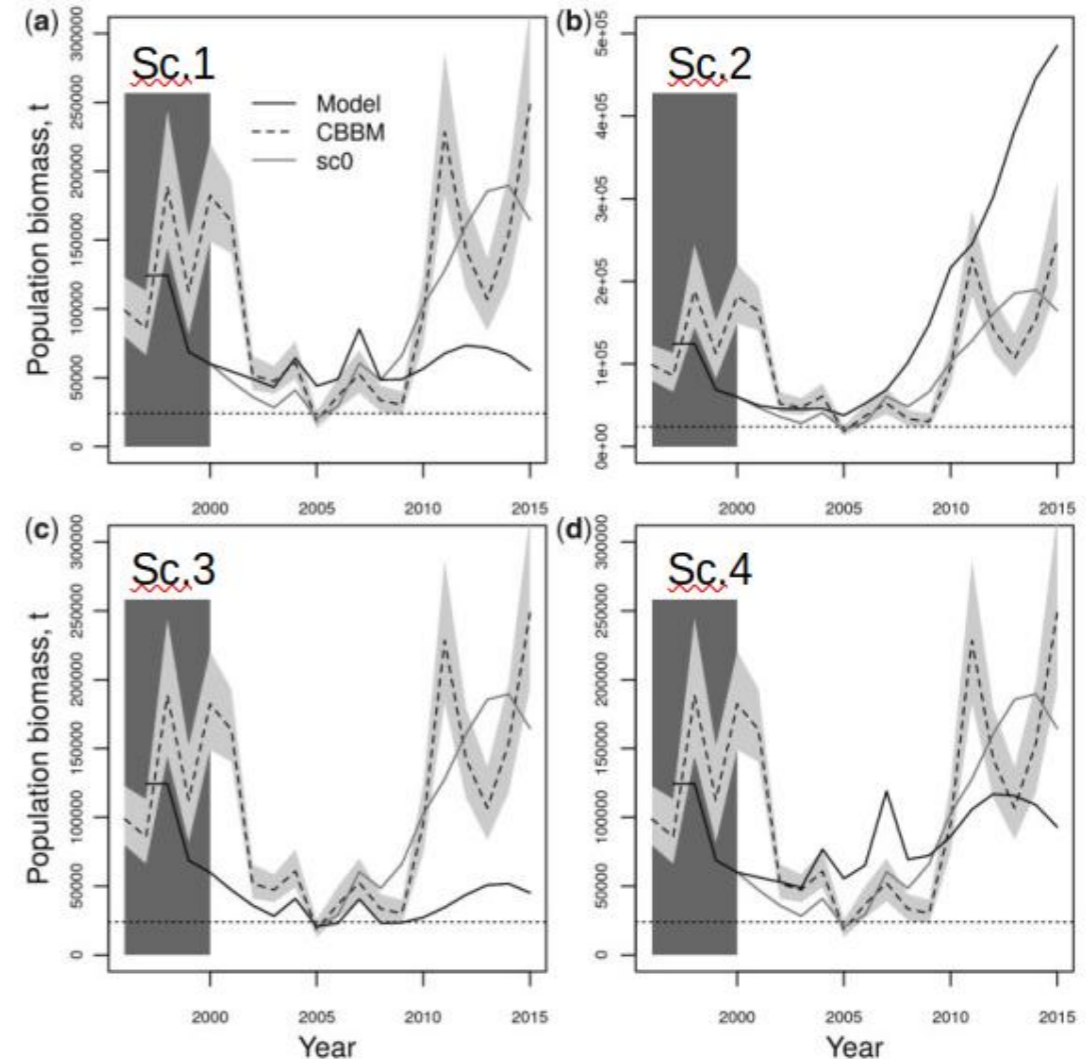 (a)
Sc.1
Model
CBBM
sc0
Population biomass, t
0
50000
100000
150000
200000
250000
300000
2000
2005
2010
2015
(b)
Sc.2
0e+00
1e+05
2e+05
3e+05
4e+05
5e+05
2000
2005
2010
2015
(c)
Sc.3
Population biomass, t
0
50000
100000
150000
200000
250000
300000
2000
2005
2010
2015
Year
(d)
Sc.4
0
50000
100000
150000
200000
250000
300000
2000
2005
2010
2015
Year